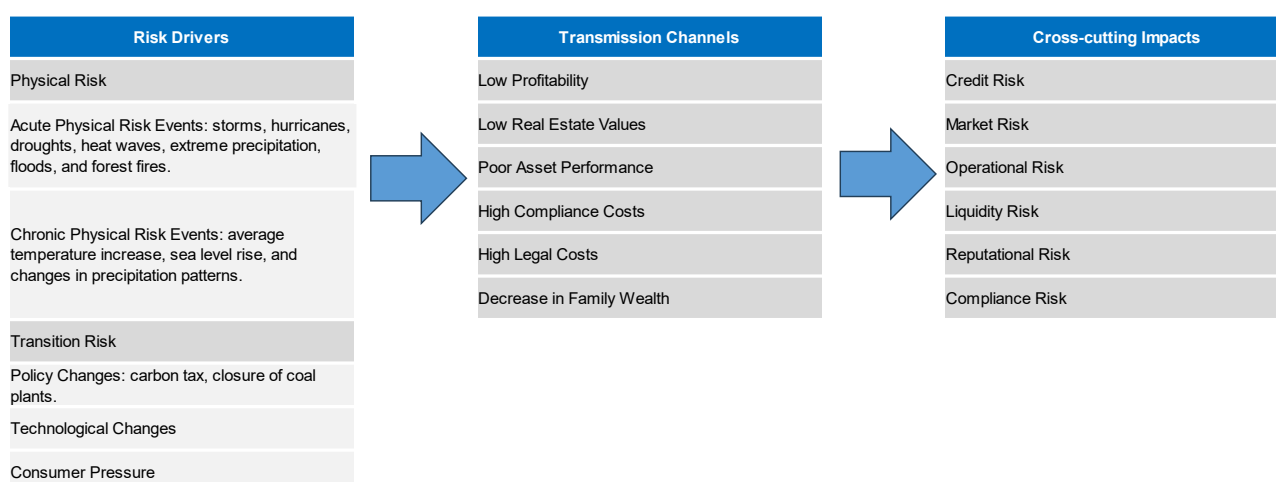 Risk Drivers
Physical Risk
Acute Physical Risk Events: storms, hurricanes,
droughts, heat waves, extreme precipitation,
floods, and forest fires.
Chronic Physical Risk Events: average
temperature increase, sea level rise, and
changes in precipitation patterns.
Transition Risk
Policy Changes: carbon tax, closure of coal
plants.
Technological Changes
Consumer Pressure
Transmission Channels
Low Profitability
Low Real Estate Values
Poor Asset Performance
High Compliance Costs
High Legal Costs
Decrease in Family Wealth
Cross-cutting Impacts
Credit Risk
Market Risk
Operational Risk
Liquidity Risk
Reputational Risk
Compliance Risk